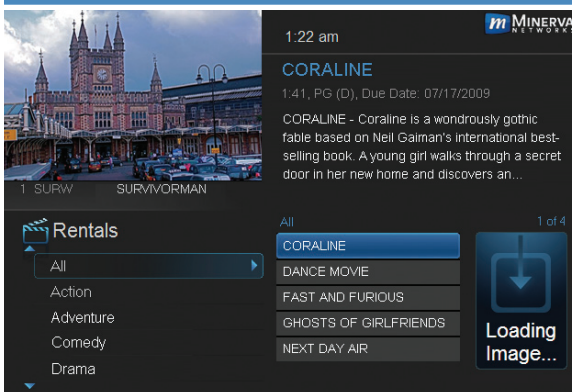 1:22 am
m MINERVA
NETWORKS
CORALINE
1:41, PG (D), Due Date: 07/17/2009
CORALINE - Coraline is a wondrously gothic
fable based on Neil Gaiman's international best-
selling book. A young girl walks through a secret
door in her new home and discovers an...
1 SURW SURVIVORMAN
Rentals
All
Action
Adventure
Comedy
Drama
All 1 of 4
CORALINE
DANCE MOVIE
FAST AND FURIOUS
GHOSTS OF GIRLFRIENDS
NEXT DAY AIR
Loading
Image...